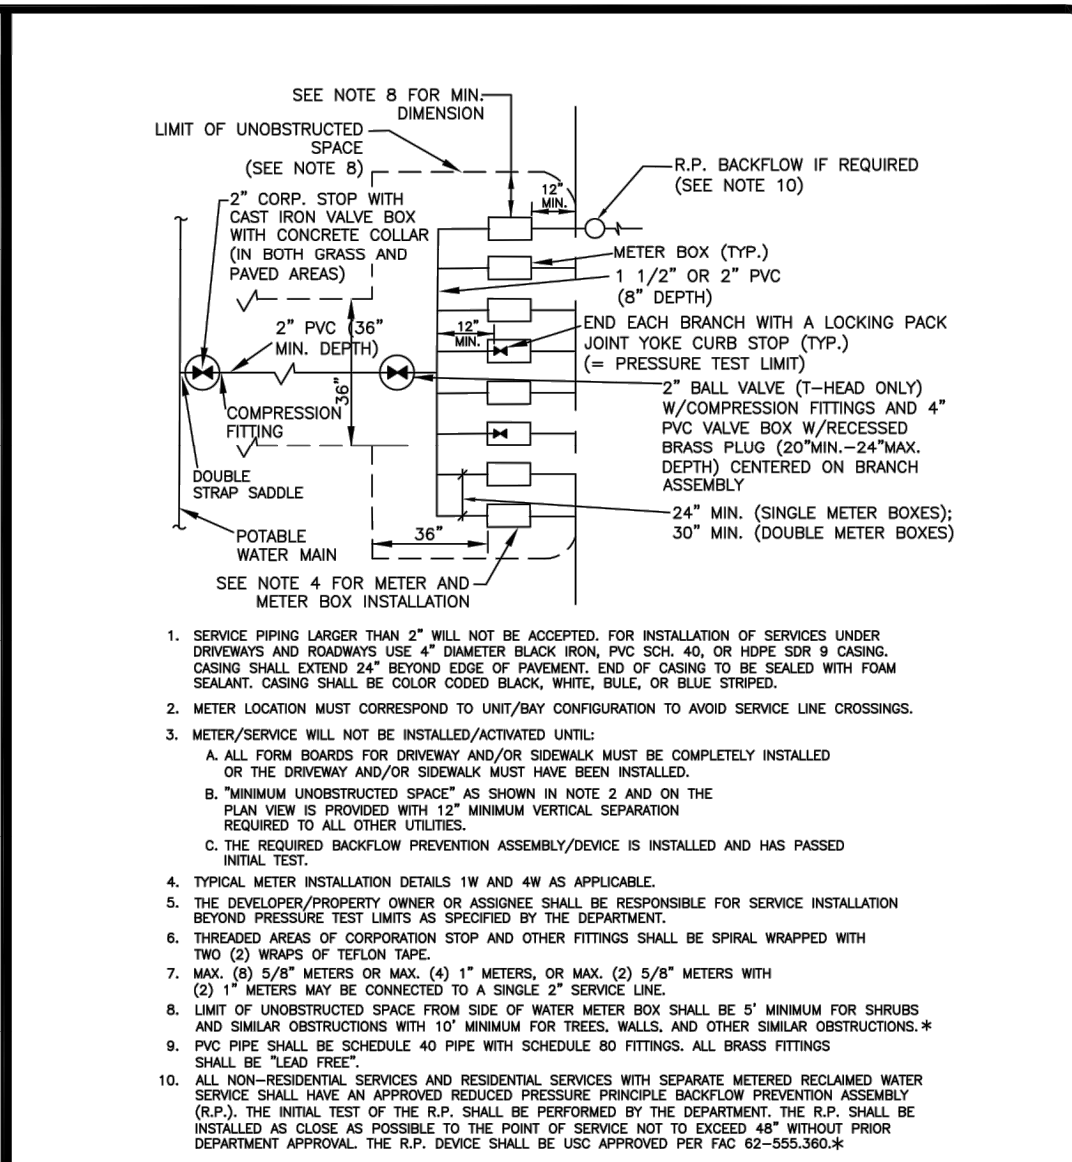 SEE NOTE 8 FOR MIN.
DIMENSION
LIMIT OF UNOBSTRUCTED
SPACE
(SEE NOTE 8)
R.P. BACKFLOW IF REQUIRED
(SEE NOTE 10)
12"
MIN.
2" CORP. STOP WITH
CAST IRON VALVE BOX
WITH CONCRETE COLLAR
(IN BOTH GRASS AND
PAVED AREAS)
METER BOX (TYP.)
1 1/2" OR 2" PVC
(8" DEPTH)
2" PVC (36"
MIN. DEPTH)
36"
12"
MIN.
END EACH BRANCH WITH A LOCKING PACK
JOINT YOKE CURB STOP (TYP.)
(= PRESSURE TEST LIMIT)
2" BALL VALVE (T-HEAD ONLY)
W/COMPRESSION FITTINGS AND 4"
PVC VALVE BOX W/RECESSED
BRASS PLUG (20"MIN.-24"MAX.
DEPTH) CENTERED ON BRANCH
ASSEMBLY
COMPRESSION
FITTING
DOUBLE
STRAP SADDLE
24" MIN. (SINGLE METER BOXES);
30" MIN. (DOUBLE METER BOXES)
POTABLE
WATER MAIN
36"
SEE NOTE 4 FOR METER AND
METER BOX INSTALLATION
1. SERVICE PIPING LARGER THAN 2" WILL NOT BE ACCEPTED. FOR INSTALLATION OF SERVICES UNDER
DRIVEWAYS AND ROADWAYS USE 4" DIAMETER BLACK IRON, PVC SCH. 40, OR HDPE SDR 9 CASING.
CASING SHALL EXTEND 24" BEYOND EDGE OF PAVEMENT. END OF CASING TO BE SEALED WITH FOAM
SEALANT. CASING SHALL BE COLOR CODED BLACK, WHITE, BULE, OR BLUE STRIPED.
2. METER LOCATION MUST CORRESPOND TO UNIT/BAY CONFIGURATION TO AVOID SERVICE LINE CROSSINGS.
3. METER/SERVICE WILL NOT BE INSTALLED/ACTIVATED UNTIL:
A. ALL FORM BOARDS FOR DRIVEWAY AND/OR SIDEWALK MUST BE COMPLETELY INSTALLED
OR THE DRIVEWAY AND/OR SIDEWALK MUST HAVE BEEN INSTALLED.
B. "MINIMUM UNOBSTRUCTED SPACE" AS SHOWN IN NOTE 2 AND ON THE
PLAN VIEW IS PROVIDED WITH 12" MINIMUM VERTICAL SEPARATION
REQUIRED TO ALL OTHER UTILITIES.
C. THE REQUIRED BACKFLOW PREVENTION ASSEMBLY/DEVICE IS INSTALLED AND HAS PASSED
INITIAL TEST.
4. TYPICAL METER INSTALLATION DETAILS 1W AND 4W AS APPLICABLE.
5. THE DEVELOPER/PROPERTY OWNER OR ASSIGNEE SHALL BE RESPONSIBLE FOR SERVICE INSTALLATION
BEYOND PRESSURE TEST LIMITS AS SPECIFIED BY THE DEPARTMENT.
6. THREADED AREAS OF CORPORATION STOP AND OTHER FITTINGS SHALL BE SPIRAL WRAPPED WITH
TWO (2) WRAPS OF TEFLON TAPE.
7. MAX. (8) 5/8" METERS OR MAX. (4) 1" METERS, OR MAX. (2) 5/8" METERS WITH
(2) 1" METERS MAY BE CONNECTED TO A SINGLE 2" SERVICE LINE.
8. LIMIT OF UNOBSTRUCTED SPACE FROM SIDE OF WATER METER BOX SHALL BE 5' MINIMUM FOR SHRUBS
AND SIMILAR OBSTRUCTIONS WITH 10' MINIMUM FOR TREES. WALLS. AND OTHER SIMILAR OBSTRUCTIONS.*
9. PVC PIPE SHALL BE SCHEDULE 40 PIPE WITH SCHEDULE 80 FITTINGS. ALL BRASS FITTINGS
SHALL BE "LEAD FREE".
10. ALL NON-RESIDENTIAL SERVICES AND RESIDENTIAL SERVICES WITH SEPARATE METERED RECLAIMED WATER
SERVICE SHALL HAVE AN APPROVED REDUCED PRESSURE PRINCIPLE BACKFLOW PREVENTION ASSEMBLY
(R.P.). THE INITIAL TEST OF THE R.P. SHALL BE PERFORMED BY THE DEPARTMENT. THE R.P. SHALL BE
INSTALLED AS CLOSE AS POSSIBLE TO THE POINT OF SERVICE NOT TO EXCEED 48" WITHOUT PRIOR
DEPARTMENT APPROVAL. THE R.P. DEVICE SHALL BE USC APPROVED PER FAC 62-555.360.*